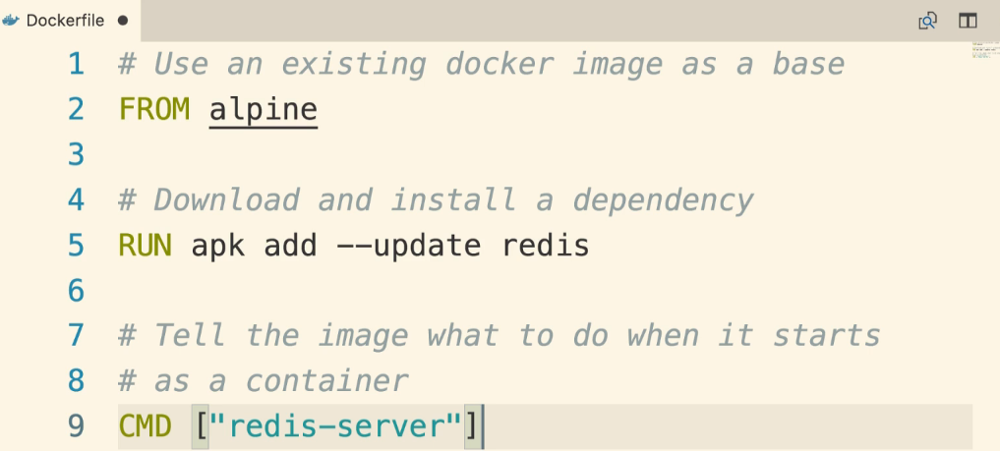 Dockerfile
1 # Use an existing docker image as a base
2 FROM alpine
3
4 # Download and install a dependency
5 RUN apk add --update redis
6
7 # Tell the image what to do when it starts
8 # as a container
9 CMD ["redis-server"]